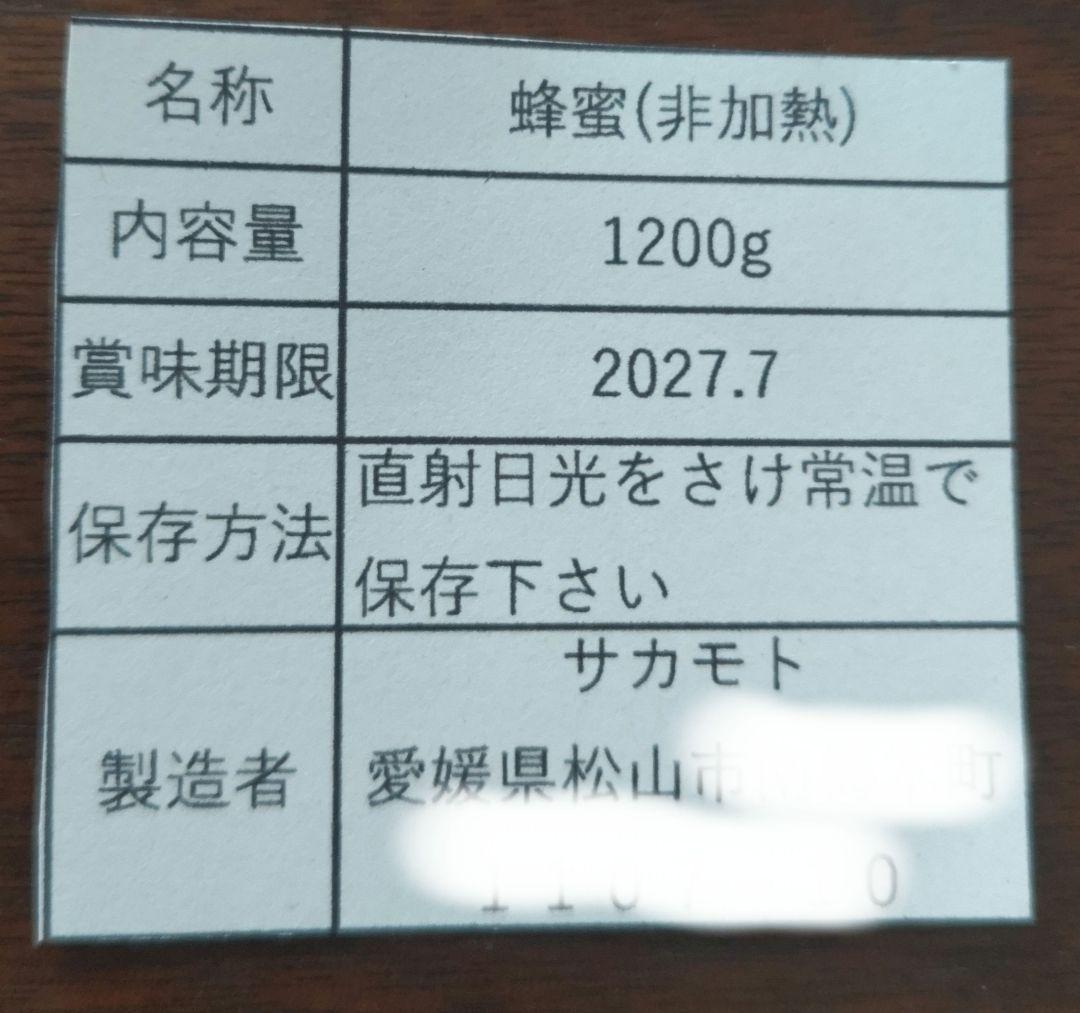 名称
蜂蜜(非加熱)
内容量
1200g
賞味期限
2027.7
保存方法
直射日光をさけ常温で
保存下さい
製造者
サカモト
愛媛県松山市
町